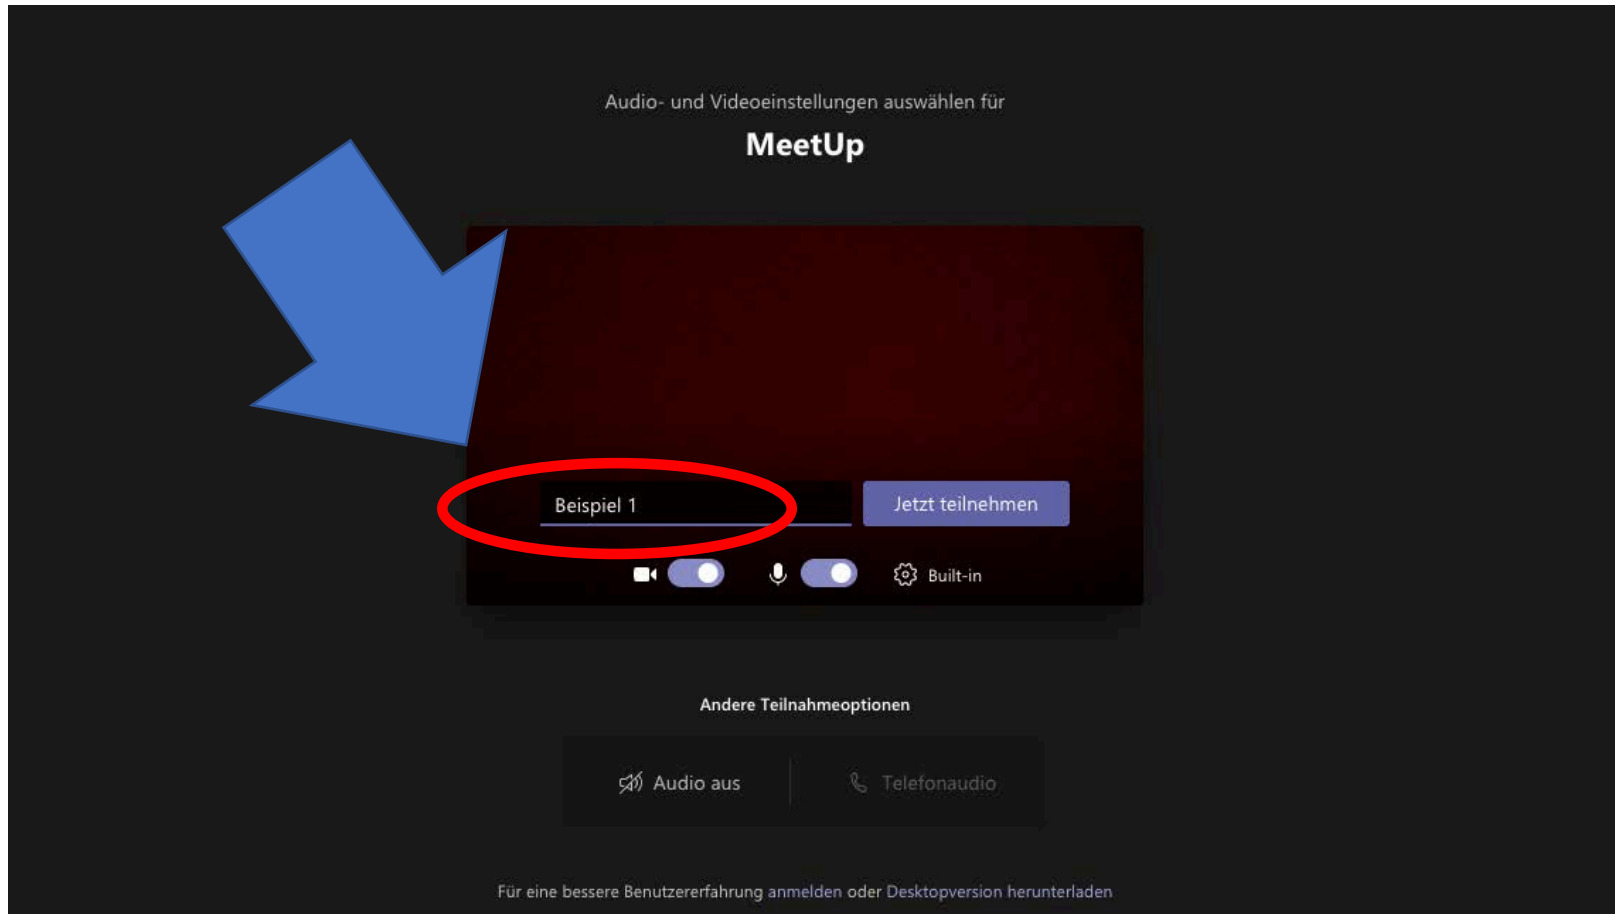 Audio- und Videoeinstellungen auswählen für
MeetUp
Beispiel 1
Jetzt teilnehmen
Built-in
Andere Teilnahmeoptionen
Audio aus
Telefonaudio
Für eine bessere Benutzererfahrung anmelden oder Desktopversion herunterladen